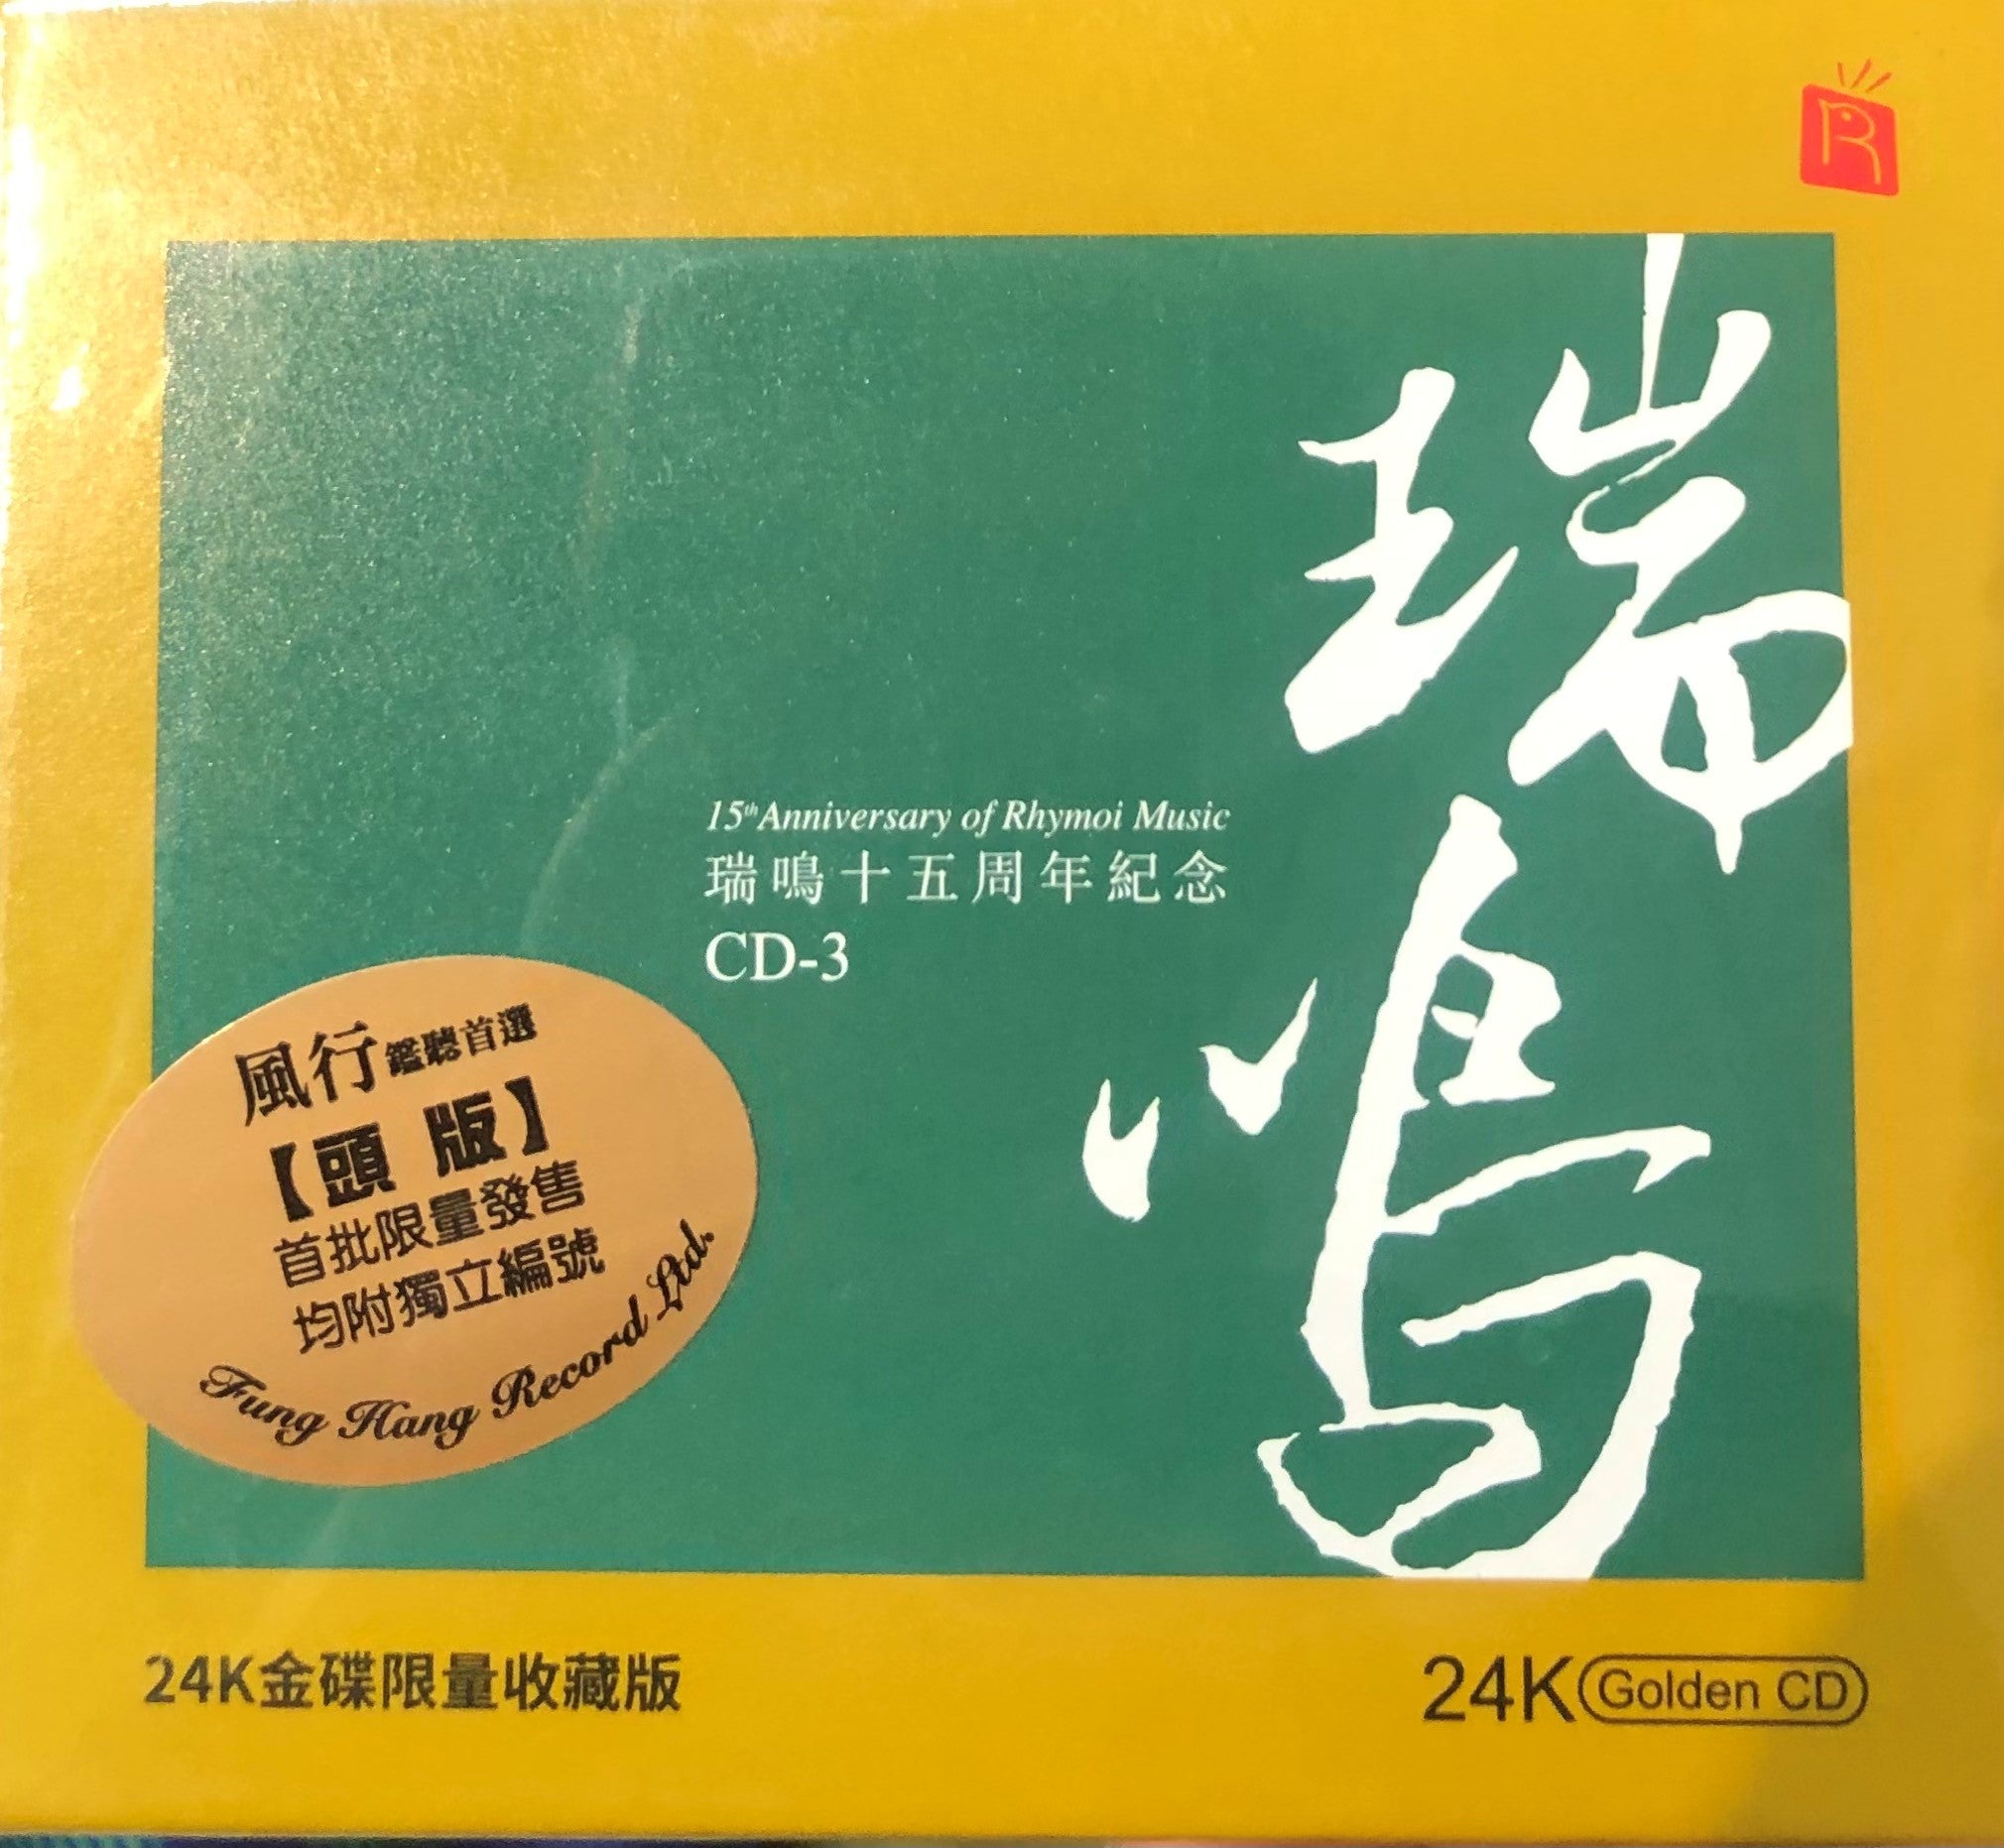 R
瑞鳴
15th Anniversary of Rhymoi Music
瑞鳴十五周年紀念
CD-3
風行鑑聽首選
【頭 版】
首批限量發售
均附獨立編號
Fung Hang Record Ltd.
24K金碟限量收藏版
24K Golden CD